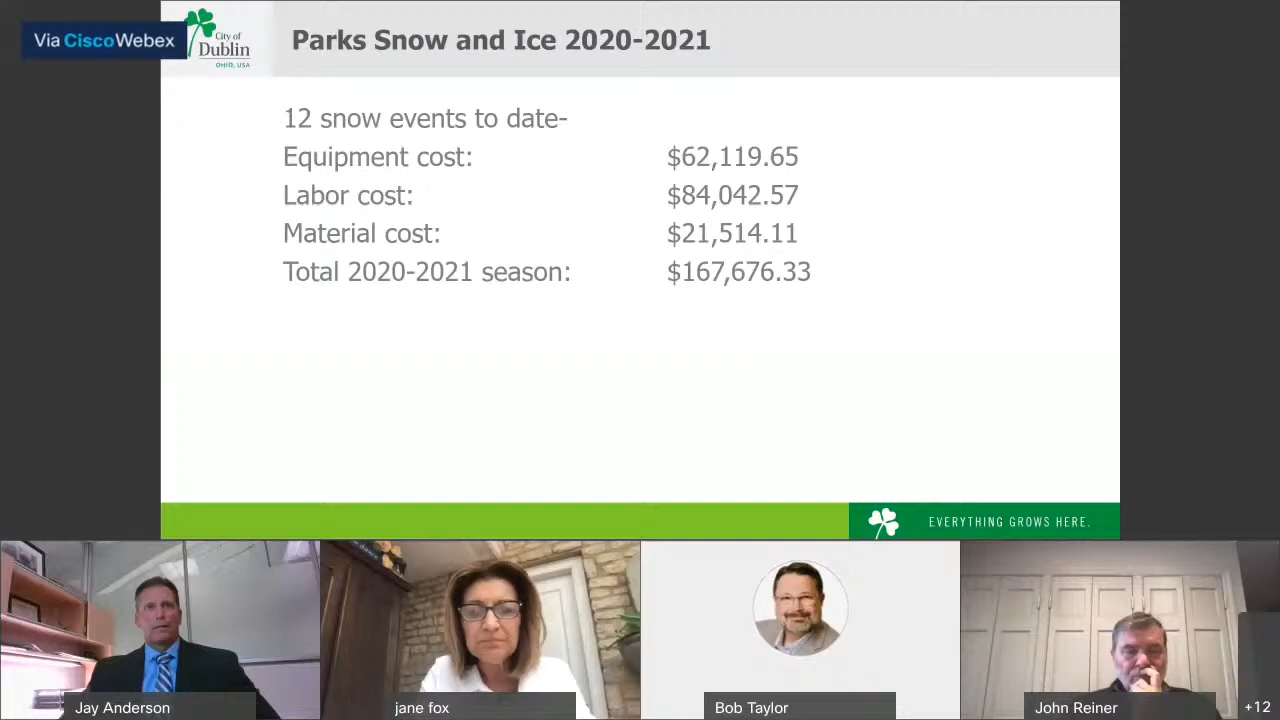 Via CiscoWebex
City of
Dublin
OHIO, USA
Parks Snow and Ice 2020-2021
12 snow events to date-
Equipment cost: $62,119.65
Labor cost: $84,042.57
Material cost: $21,514.11
Total 2020-2021 season: $167,676.33
EVERYTHING GROWS HERE.
Jay Anderson
jane fox
Bob Taylor
John Reiner
+12